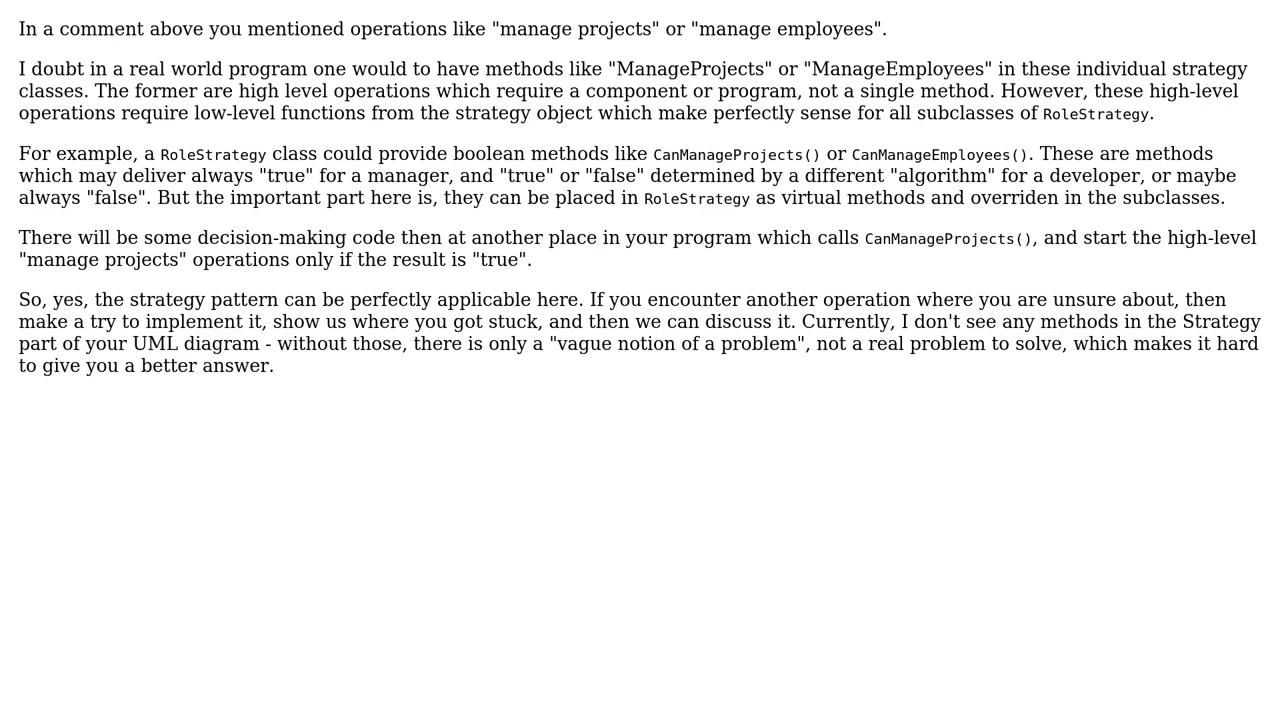 In a comment above you mentioned operations like "manage projects" or "manage employees".
I doubt in a real world program one would to have methods like "ManageProjects" or "ManageEmployees" in these individual strategy
classes. The former are high level operations which require a component or program, not a single method. However, these high-level
operations require low-level functions from the strategy object which make perfectly sense for all subclasses of RoleStrategy.
For example, a RoleStrategy class could provide boolean methods like CanManageProjects() or CanManageEmployees(). These are methods
which may deliver always "true" for a manager, and "true" or "false" determined by a different "algorithm" for a developer, or maybe
always "false". But the important part here is, they can be placed in RoleStrategy as virtual methods and overriden in the subclasses.
There will be some decision-making code then at another place in your program which calls CanManageProjects(), and start the high-level
"manage projects" operations only if the result is "true".
So, yes, the strategy pattern can be perfectly applicable here. If you encounter another operation where you are unsure about, then
make a try to implement it, show us where you got stuck, and then we can discuss it. Currently, I don't see any methods in the Strategy
part of your UML diagram - without those, there is only a "vague notion of a problem", not a real problem to solve, which makes it hard
to give you a better answer.